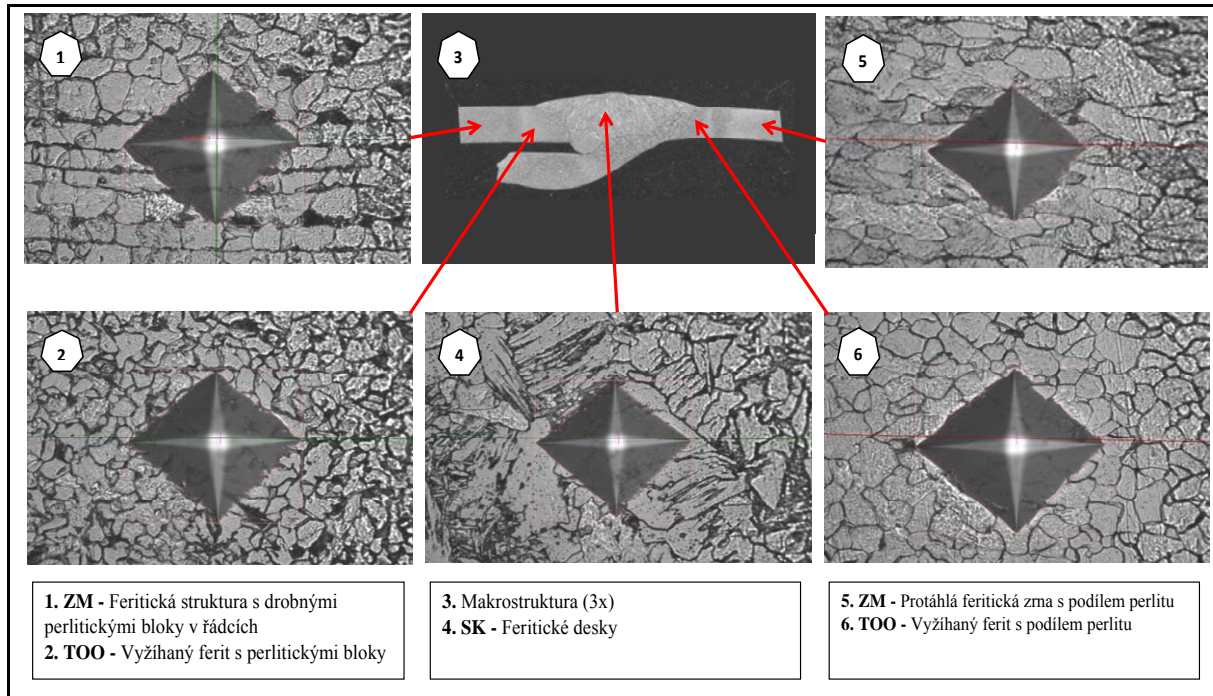 1
3
5
2
4
6
1. ZM - Feritická struktura s drobnými
perlitickými bloky v řádcích
2. TOO - Vyžíhaný ferit s perlitickými bloky
3. Makrostruktura (3x)
4. SK - Feritické desky
5. ZM - Protáhlá feritická zrna s podílem perlitu
6. TOO - Vyžíhaný ferit s podílem perlitu